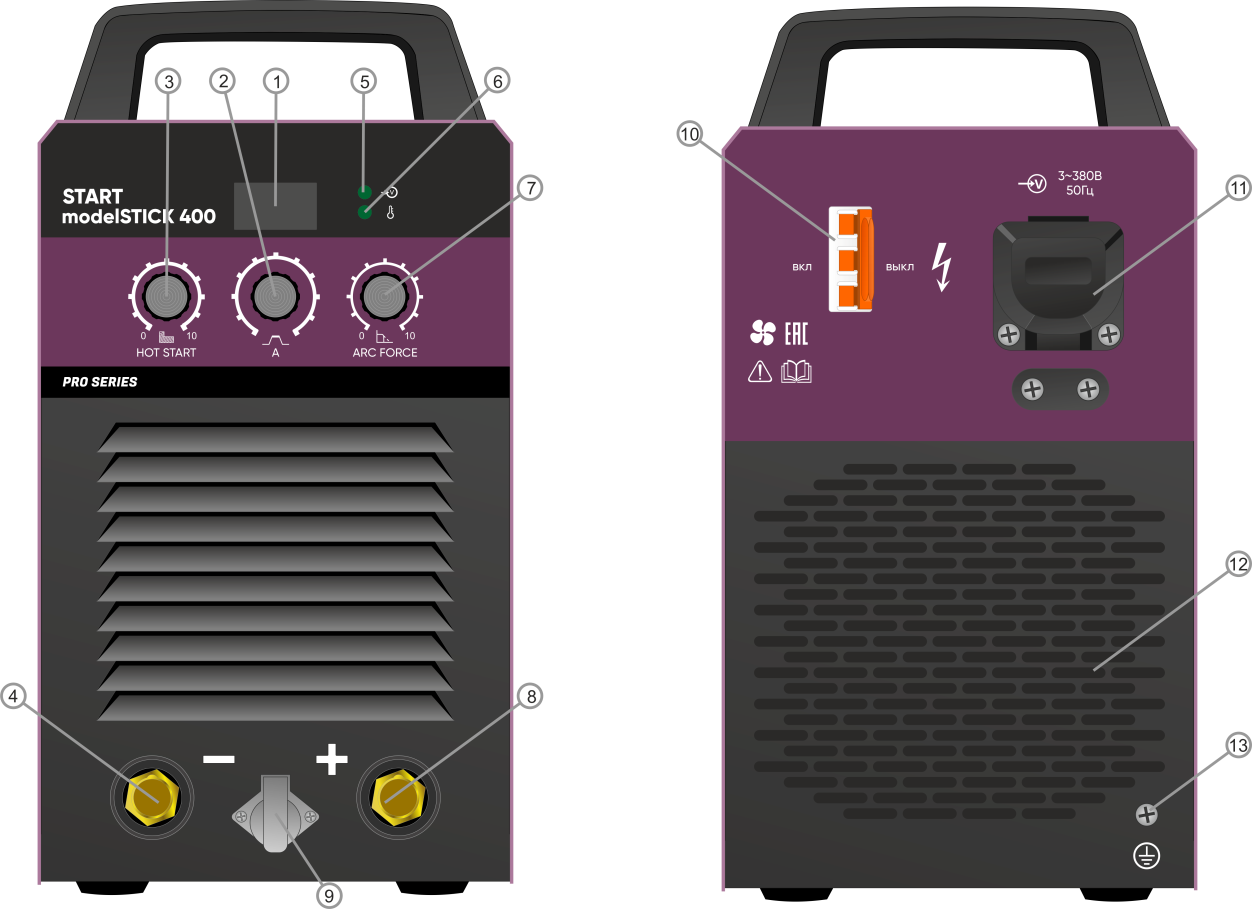 3
2
1
5
6
7
START
modelSTICK 400
V
0
10
HOT START
A
0
10
ARC FORCE
PRO SERIES
4
8
−
+
9
10
11
V
3~380В
50Гц
ВКЛ
ВЫКЛ
EAC
12
13